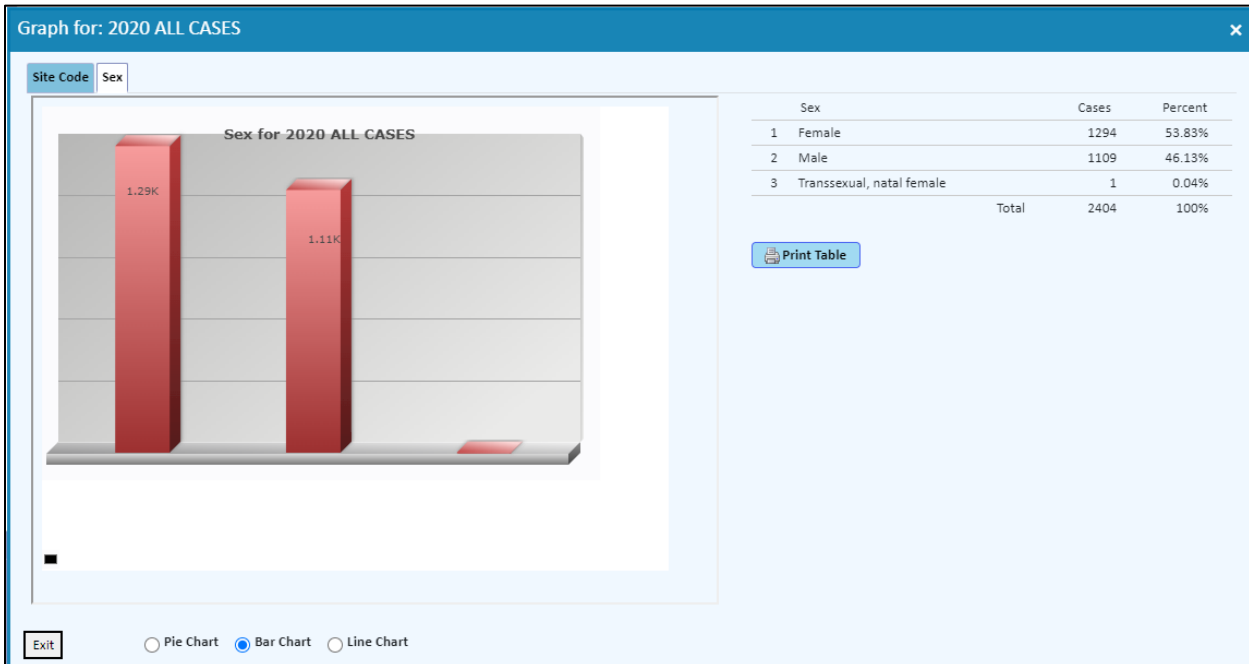 Graph for: 2020 ALL CASES
×
Site Code
Sex
Sex for 2020 ALL CASES
1.29K
1.11K
Sex Cases Percent
1 Female 1294 53.83%
2 Male 1109 46.13%
3 Transsexual, natal female 1 0.04%
Total 2404 100%
Print Table
Exit
Pie Chart Bar Chart Line Chart